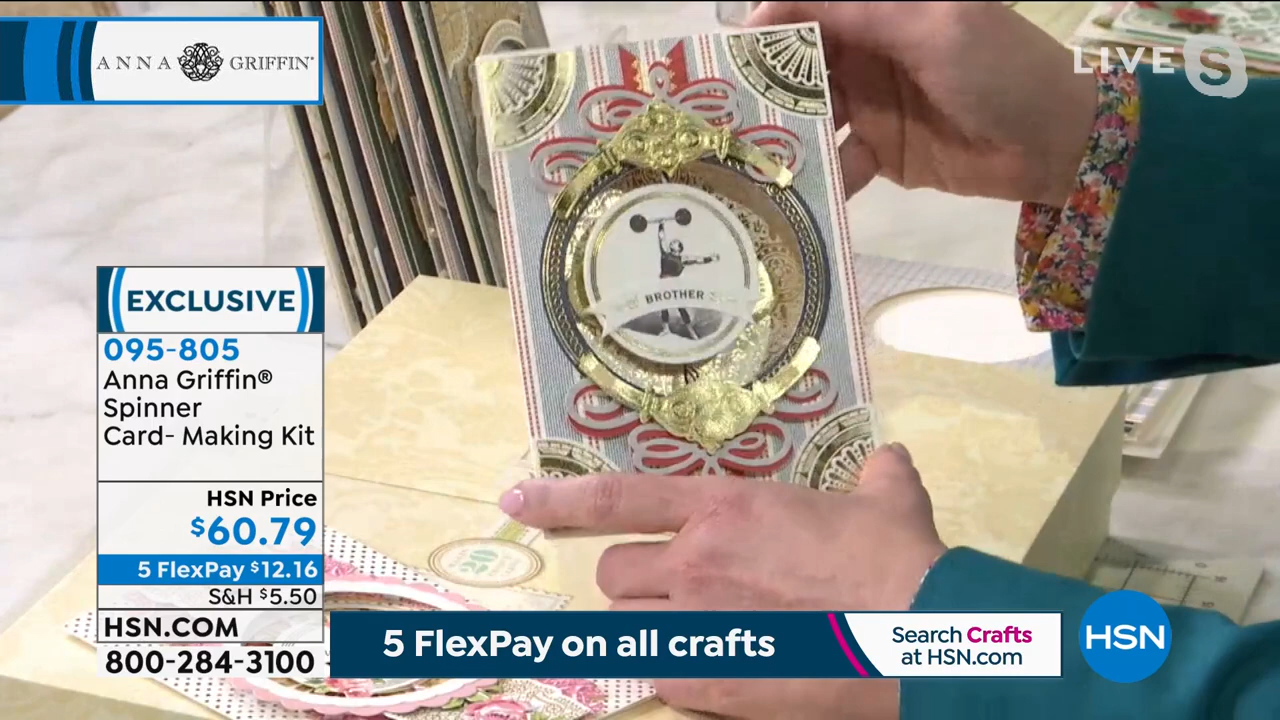 ANNA GRIFFIN®
LIVE S
EXCLUSIVE
095-805
Anna Griffin®
Spinner
Card- Making Kit
HSN Price
$60.79
5 FlexPay $12.16
S&H $5.50
HSN.COM
800-284-3100
BROTHER
20
5 FlexPay on all crafts
Search Crafts
at HSN.com
HSN